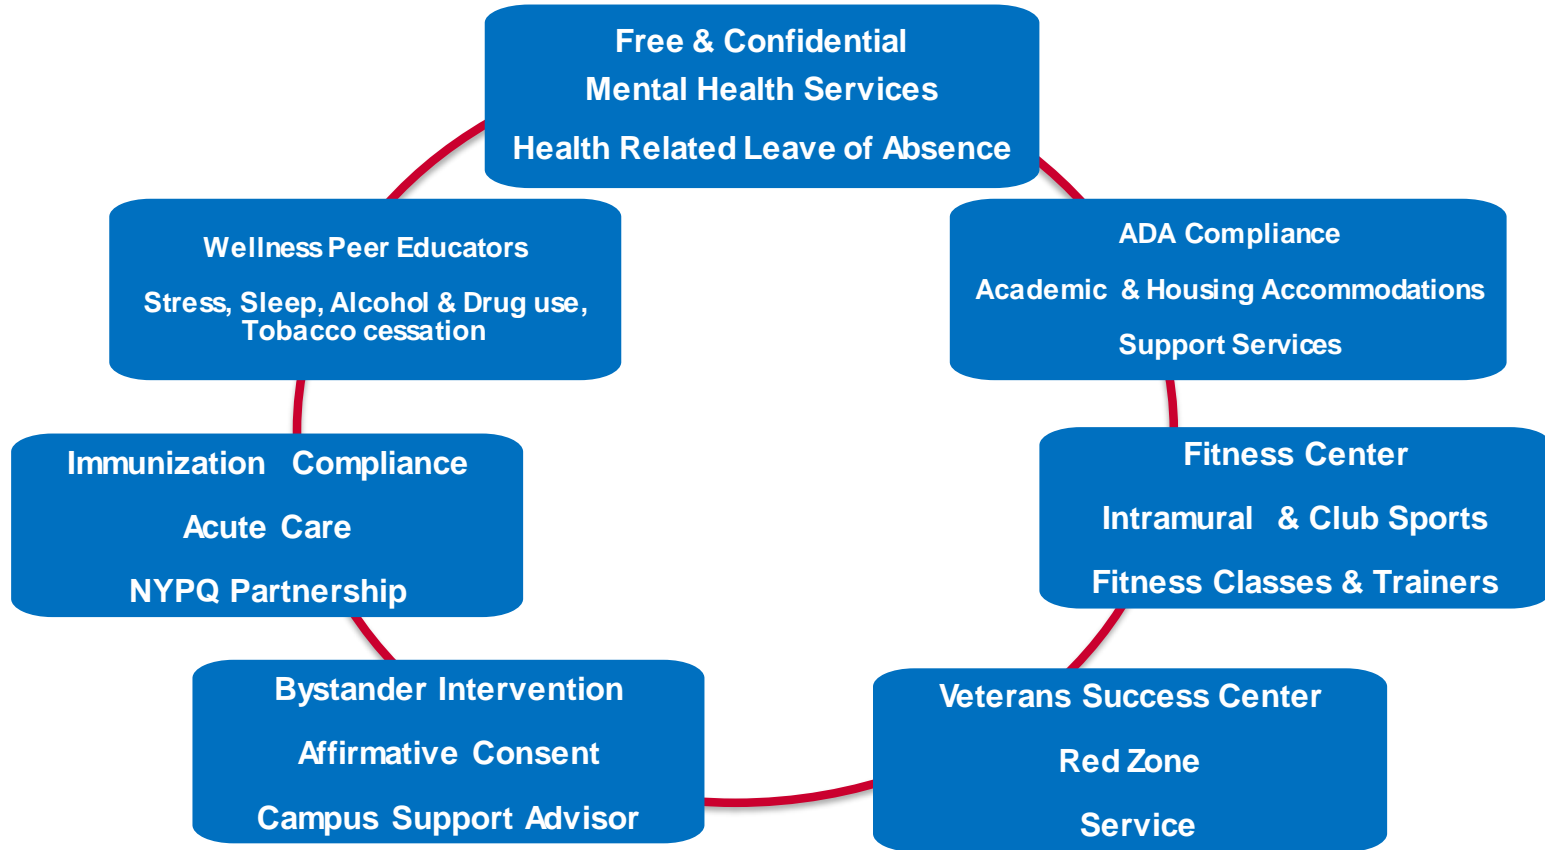 Free & Confidential
Mental Health Services
Health Related Leave of Absence
ADA Compliance
Academic & Housing Accommodations
Support Services
Fitness Center
Intramural & Club Sports
Fitness Classes & Trainers
Veterans Success Center
Red Zone
Service
Bystander Intervention
Affirmative Consent
Campus Support Advisor
Immunization Compliance
Acute Care
NYPQ Partnership
Wellness Peer Educators
Stress, Sleep, Alcohol & Drug use,
Tobacco cessation